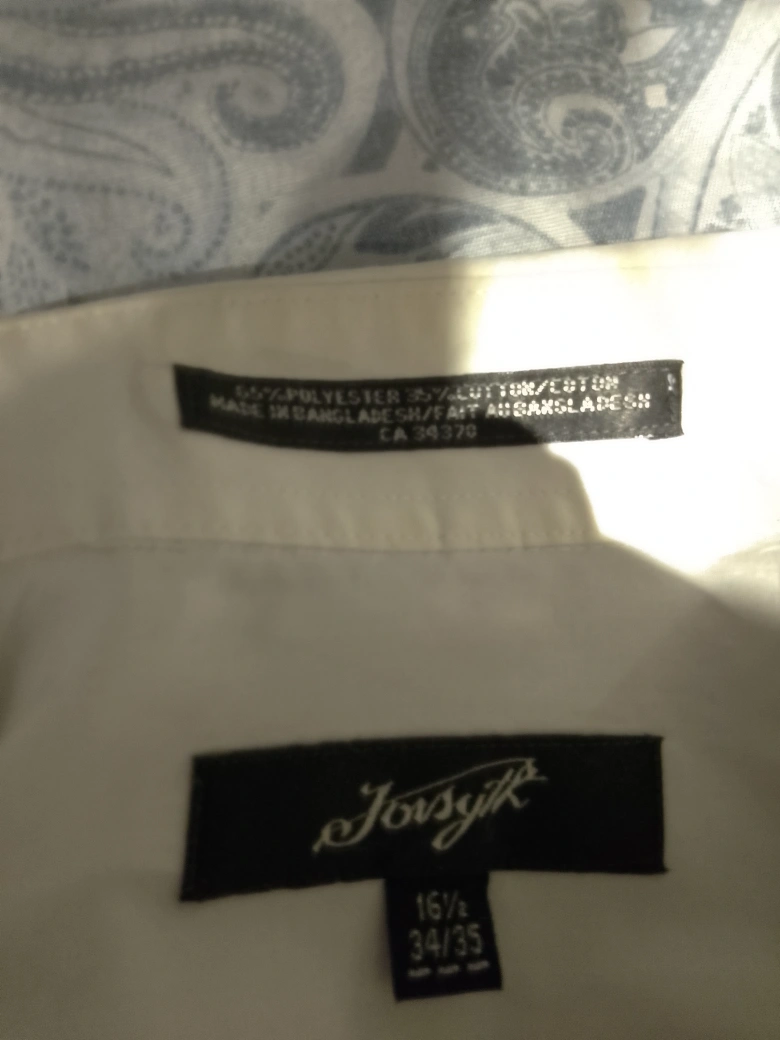 65% POLYESTER 35% COTTON/COTON
MADE IN BANGLADESH/FAIT AU BANGLADESH
CA 34370
Forsyth
16½
34/35